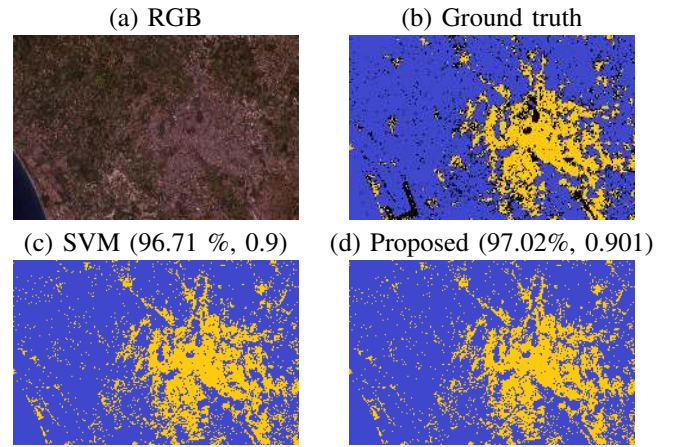 (a) RGB
(b) Ground truth
(c) SVM (96.71 %, 0.9)
(d) Proposed (97.02%, 0.901)